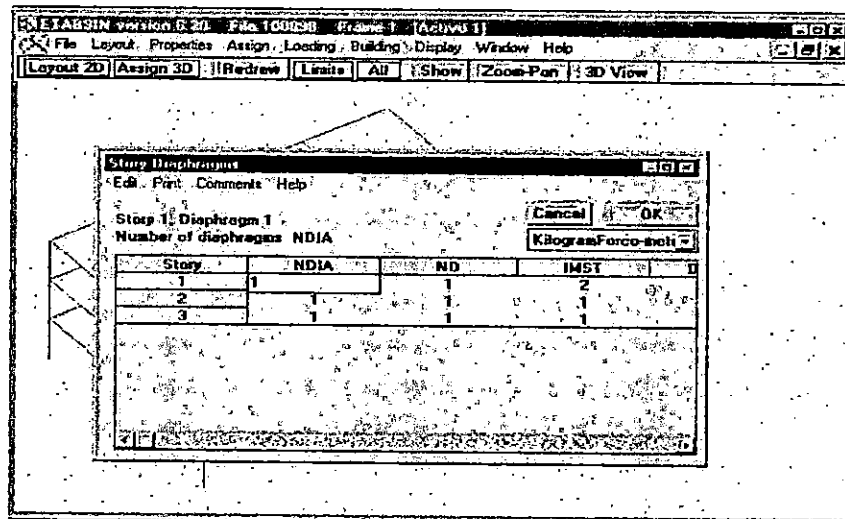 ETABSIN version 6.20 File 100898 Frame 1 [Active 1]
File Layout Properties Assign Loading Building Display Window Help
Layout 2D Assign 3D Redraw Limits All Show Zoom-Pan 3D View
Story Diaphragms
Edit Print Comments Help
Story 1, Diaphragm 1
Number of diaphragms NDIA
Cancel OK
KilogramForce-met
Story NDIA ND IMST D
1 1 1 2
2 1 1 1
3 1 1 1